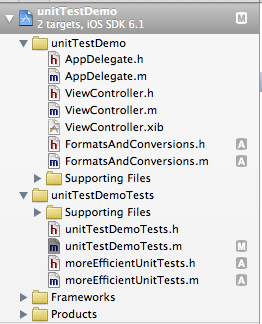 unitTestDemo M
2 targets, iOS SDK 6.1
unitTestDemo
h AppDelegate.h
m AppDelegate.m
h ViewController.h
m ViewController.m
ViewController.xib
h FormatsAndConversions.h A
m FormatsAndConversions.m A
Supporting Files
unitTestDemoTests
Supporting Files
h unitTestDemoTests.h
m unitTestDemoTests.m M
h moreEfficientUnitTests.h A
m moreEfficientUnitTests.m A
Frameworks
Products